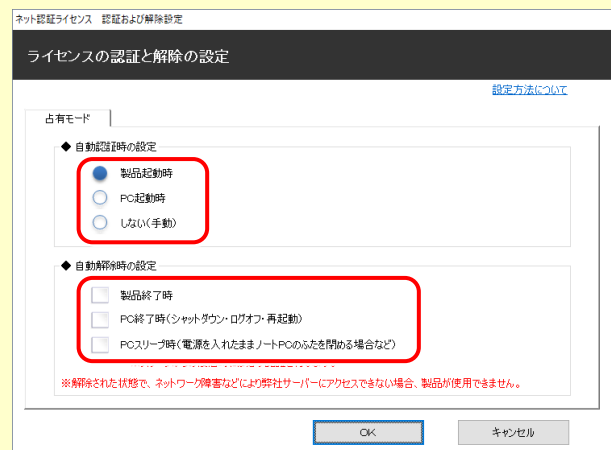 ネット認証ライセンス 認証および解除設定
ライセンスの認証と解除の設定
設定方法について
占有モード
◆ 自動認証時の設定
製品起動時
PC起動時
しない(手動)
◆ 自動解除時の設定
製品終了時
PC終了時(シャットダウン・ログオフ・再起動)
PCスリープ時(電源を入れたままノートPCのふたを閉める場合など)
※解除された状態で、ネットワーク障害などにより弊社サーバーにアクセスできない場合、製品が使用できません。
OK
キャンセル